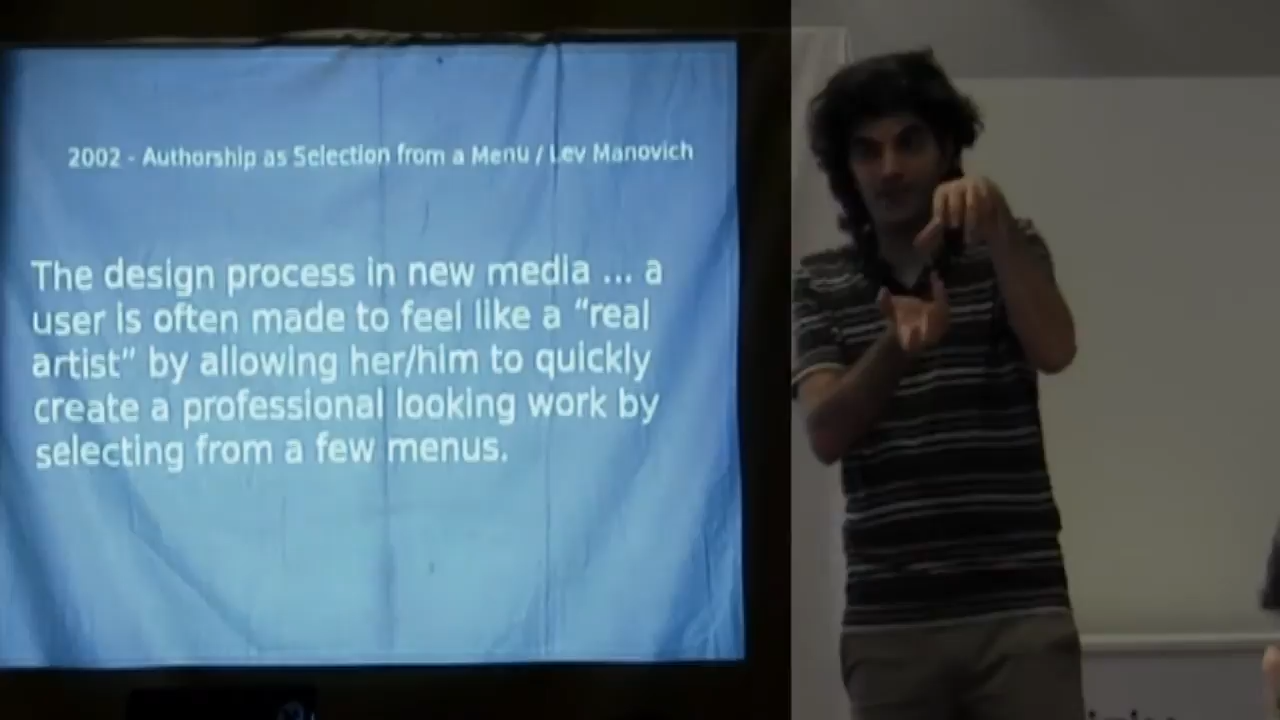 2002 - Authorship as Selection from a Menu / Lev Manovich
The design process in new media ... a
user is often made to feel like a “real
artist” by allowing her/him to quickly
create a professional looking work by
selecting from a few menus.